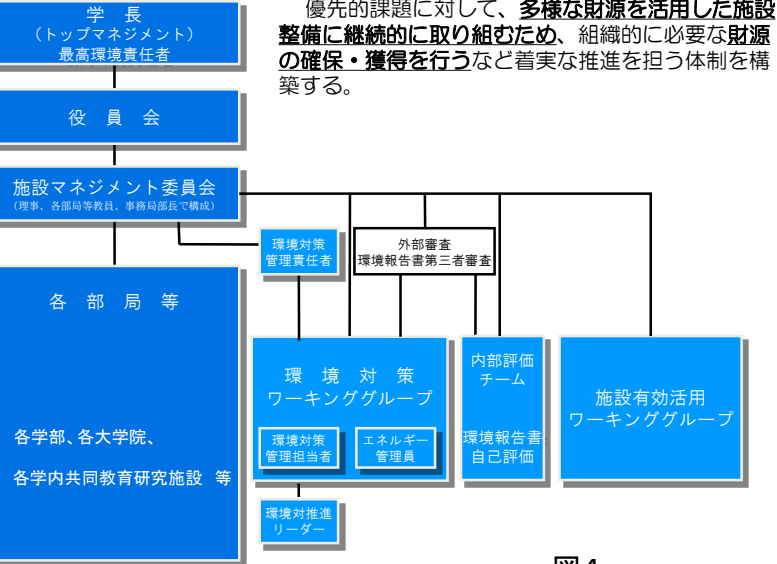 学 長
（トップマネジメント）
最高環境責任者
優先的課題に対して、多様な財源を活用した施設
整備に継続的に取り組むため、組織的に必要な財源
の確保・獲得を行うなど着実な推進を担う体制を構
築する。
役 員 会
施設マネジメント委員会
（理事、各部局等教員、事務局部長で構成）
環境対策
管理責任者
外部審査
環境報告書第三者審査
各 部 局 等
各学部、各大学院、
各学内共同教育研究施設 等
環 境 対 策
ワーキンググループ
環境対策
管理担当者
エネルギー
管理員
内部評価
チーム
環境報告書
自己評価
施設有効活用
ワーキンググループ
環境対推進
リーダー